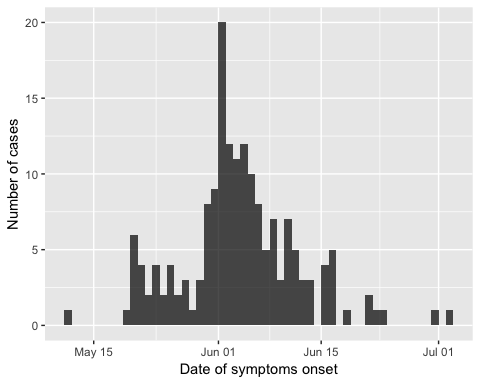 20
15
10
5
0
Number of cases
May 15
Jun 01
Jun 15
Jul 01
Date of symptoms onset